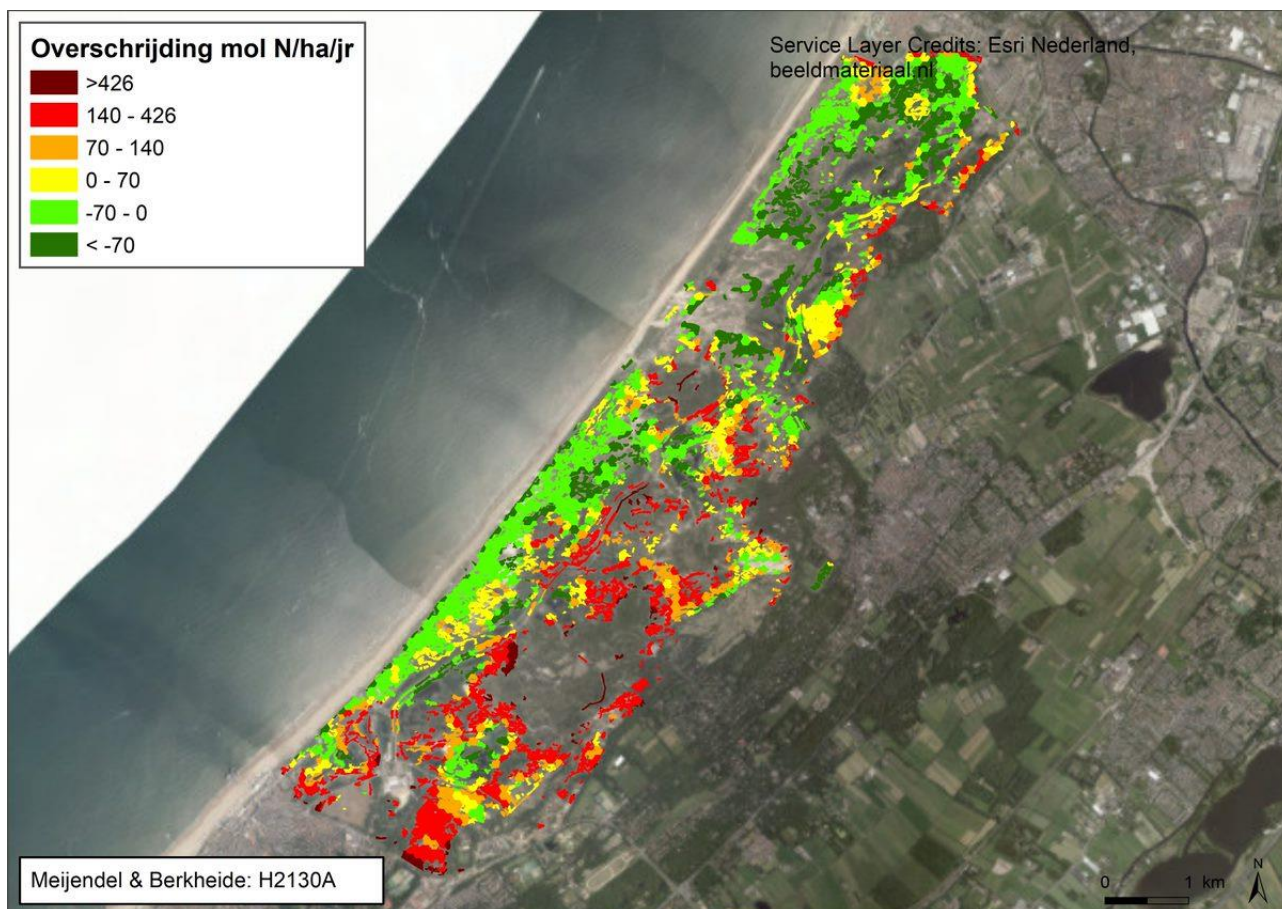 Overschrijding mol N/ha/jr
>426
140 - 426
70 - 140
0 - 70
-70 - 0
< -70
Service Layer Credits: Esri Nederland,
beeldmateriaal.nl
Meijendel & Berkheide: H2130A
0 1 km
N